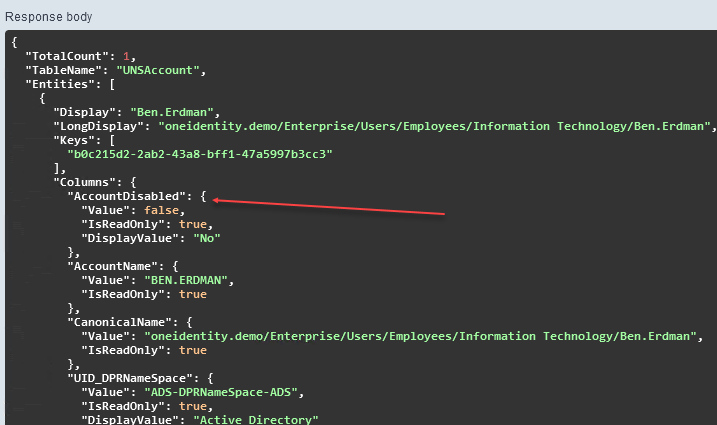 Response body
{
"TotalCount": 1,
"TableName": "UNSAccount",
"Entities": [
{
"Display": "Ben.Erdman",
"LongDisplay": "oneidentity.demo/Enterprise/Users/Employees/Information Technology/Ben.Erdman",
"Keys": [
"b0c215d2-2ab2-43a8-bff1-47a5997b3cc3"
],
"Columns": {
"AccountDisabled": {
"Value": false,
"IsReadOnly": true,
"DisplayValue": "No"
},
"AccountName": {
"Value": "BEN.ERDMAN",
"IsReadOnly": true
},
"CanonicalName": {
"Value": "oneidentity.demo/Enterprise/Users/Employees/Information Technology/Ben.Erdman",
"IsReadOnly": true
},
"UID_DPRNameSpace": {
"Value": "ADS-DPRNameSpace-ADS",
"IsReadOnly": true,
"DisplayValue": "Active Directory"